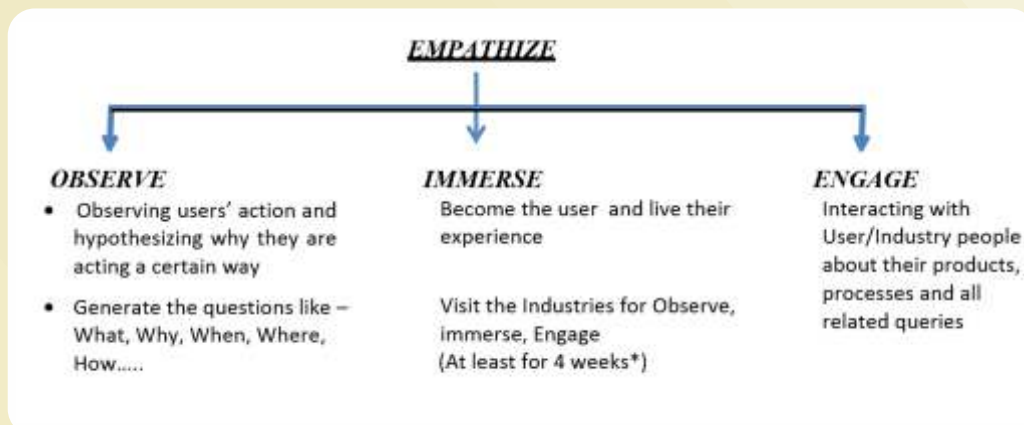 EMPATHIZE
OBSERVE
• Observing users’ action and
hypothesizing why they are
acting a certain way
• Generate the questions like –
What, Why, When, Where,
How…..
IMMERSE
Become the user and live their
experience
Visit the Industries for Observe,
immerse, Engage
(At least for 4 weeks*)
ENGAGE
Interacting with
User/Industry people
about their products,
processes and all
related queries